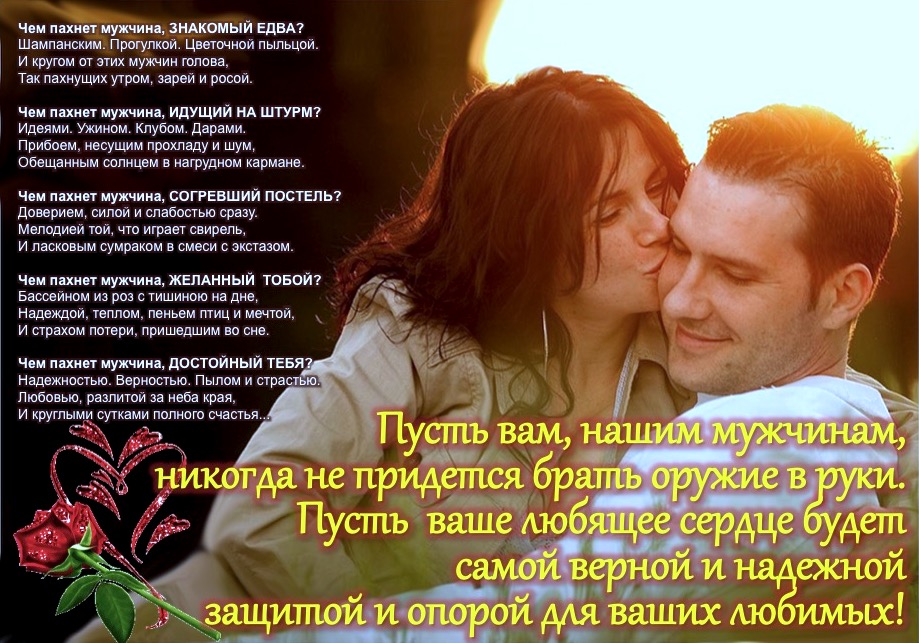 Чем пахнет мужчина, ЗНАКОМЫЙ ЕДВА?
Шампанским. Прогулкой. Цветочной пыльцой.
И кругом от этих мужчин голова,
Так пахнущих утром, зарей и росой.
Чем пахнет мужчина, ИДУЩИЙ НА ШТУРМ?
Идеями. Ужином. Клубом. Дарами.
Прибоем, несущим прохладу и шум,
Обещанным солнцем в нагрудном кармане.
Чем пахнет мужчина, СОГРЕВШИЙ ПОСТЕЛЬ?
Доверием, силой и слабостью сразу.
Мелодией той, что играет свирель,
И ласковым сумраком в смеси с экстазом.
Чем пахнет мужчина, ЖЕЛАННЫЙ  ТОБОЙ?
Бассейном из роз с тишиною на дне,
Надеждой, теплом, пеньем птиц и мечтой,
И страхом потери, пришедшим во сне.
Чем пахнет мужчина, ДОСТОЙНЫЙ ТЕБЯ?
Надежностью. Верностью. Пылом и страстью.
Любовью, разлитой за неба края,
И круглыми сутками полного счастья...
Пусть вам, нашим мужчинам,
никогда не придется брать оружие в руки.
Пусть  ваше любящее сердце будет
самой верной и надежной
защитой и опорой для ваших любимых!